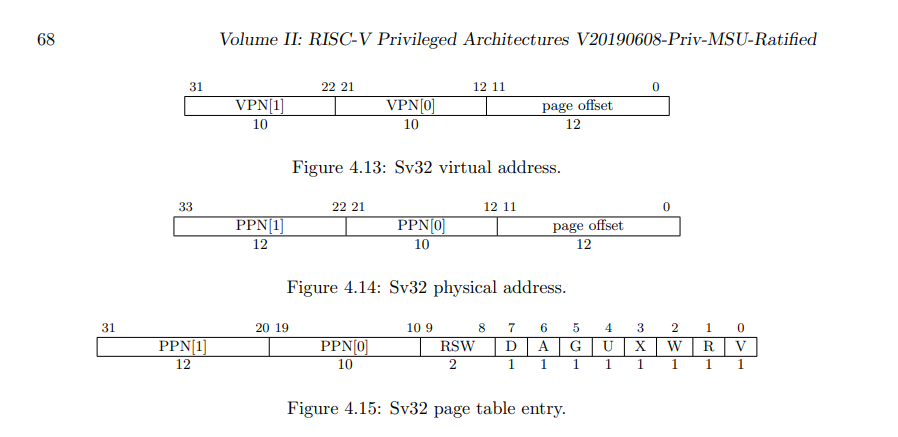 68 Volume II: RISC-V Privileged Architectures V20190608-Priv-MSU-Ratified
31 22 21 12 11 0
VPN[1] VPN[0] page offset
10 10 12
Figure 4.13: Sv32 virtual address.
33 22 21 12 11 0
PPN[1] PPN[0] page offset
12 10 12
Figure 4.14: Sv32 physical address.
31 20 19 10 9 8 7 6 5 4 3 2 1 0
PPN[1] PPN[0] RSW D A G U X W R V
12 10 2 1 1 1 1 1 1 1 1
Figure 4.15: Sv32 page table entry.